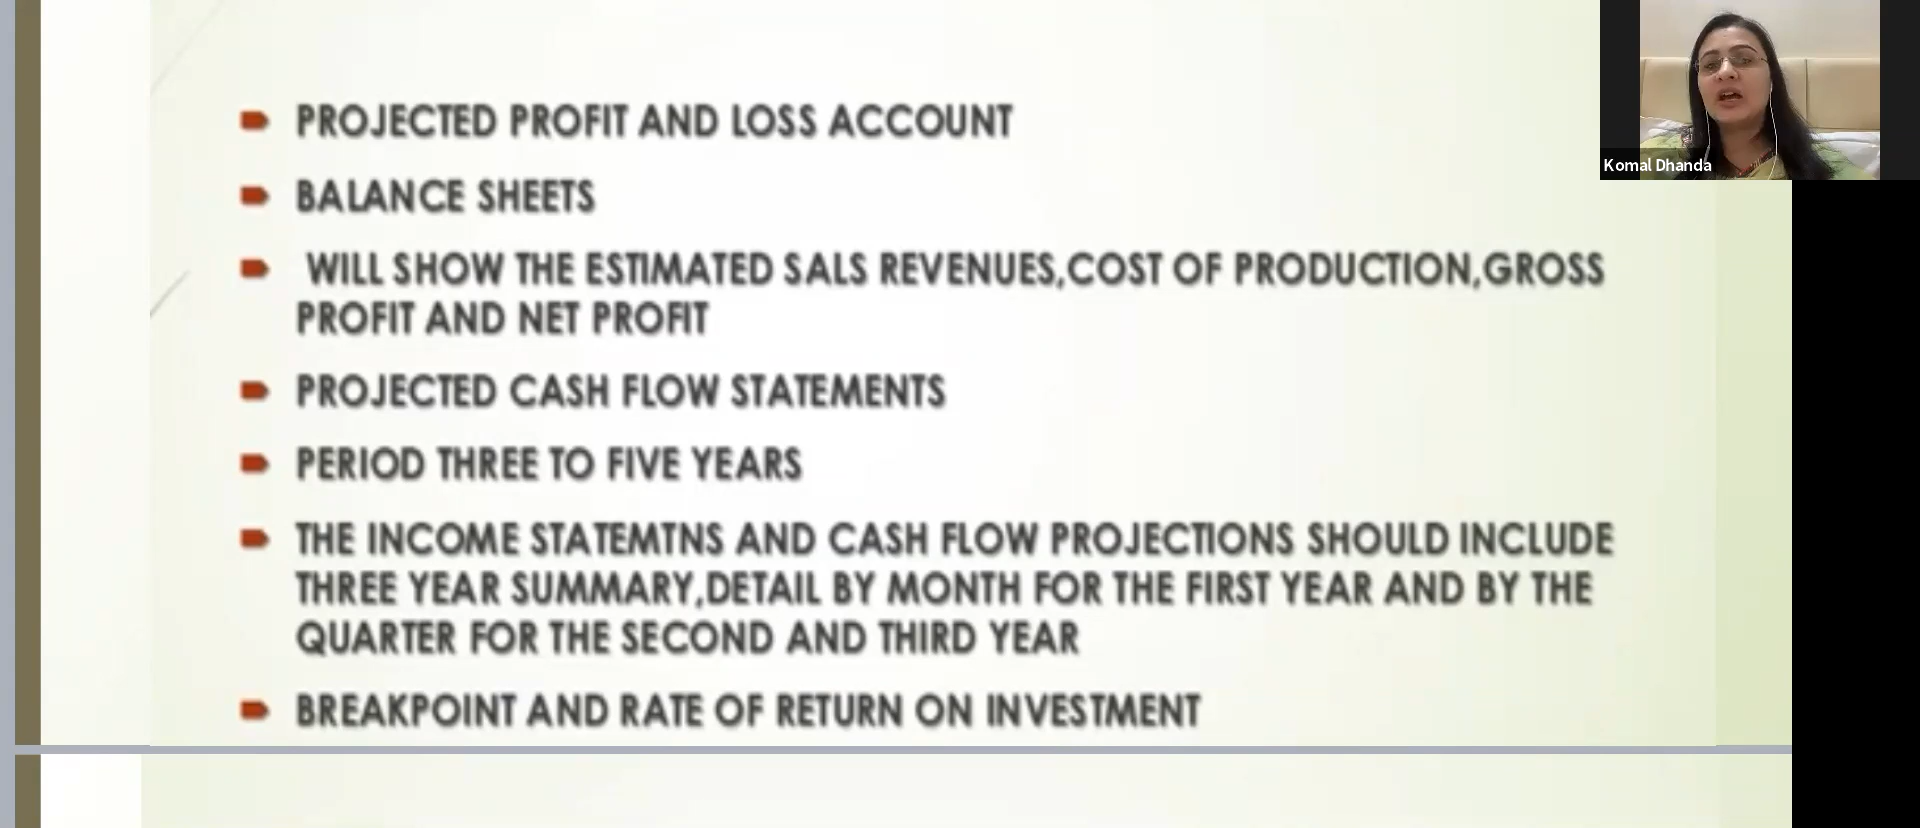 PROJECTED PROFIT AND LOSS ACCOUNT
BALANCE SHEETS
WILL SHOW THE ESTIMATED SALS REVENUES,COST OF PRODUCTION,GROSS
PROFIT AND NET PROFIT
PROJECTED CASH FLOW STATEMENTS
PERIOD THREE TO FIVE YEARS
THE INCOME STATEMTNS AND CASH FLOW PROJECTIONS SHOULD INCLUDE
THREE YEAR SUMMARY,DETAIL BY MONTH FOR THE FIRST YEAR AND BY THE
QUARTER FOR THE SECOND AND THIRD YEAR
BREAKPOINT AND RATE OF RETURN ON INVESTMENT
Komal Dhanda